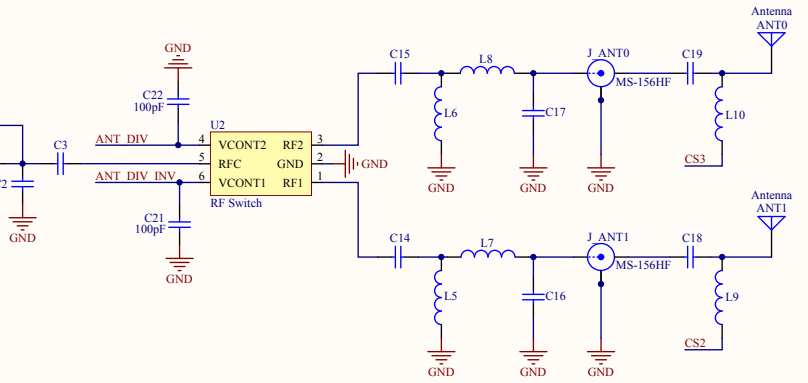 Antenna
ANT0
GND
C15
L8
J_ANT0
C19
MS-156HF
C22
100pF
U2
L6
C17
L10
ANT_DIV
4
VCONT2
RF2
3
C3
5
RFC
GND
2
GND
CS3
ANT_DIV_INV
6
VCONT1
RF1
1
GND
GND
GND
RF Switch
Antenna
ANT1
C21
100pF
GND
C14
L7
J_ANT1
C18
MS-156HF
GND
L5
C16
L9
CS2
GND
GND
GND